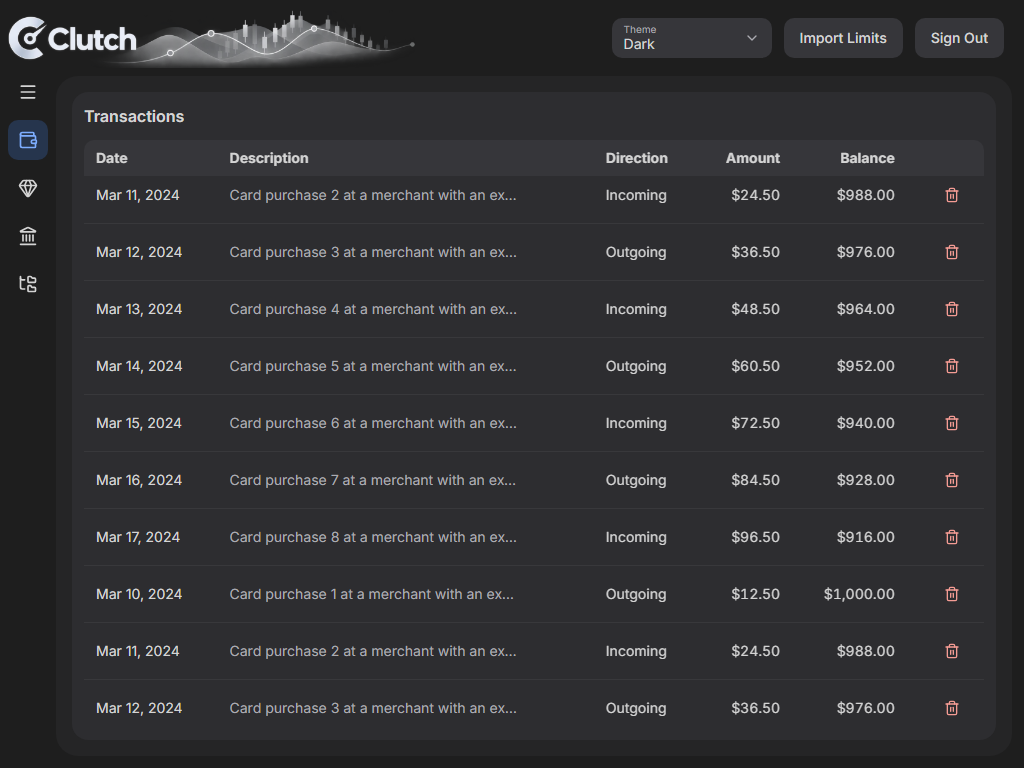 Clutch
Theme
Dark
Import Limits
Sign Out
Transactions
Date Description Direction Amount Balance
Mar 11, 2024 Card purchase 2 at a merchant with an ex... Incoming $24.50 $988.00
Mar 12, 2024 Card purchase 3 at a merchant with an ex... Outgoing $36.50 $976.00
Mar 13, 2024 Card purchase 4 at a merchant with an ex... Incoming $48.50 $964.00
Mar 14, 2024 Card purchase 5 at a merchant with an ex... Outgoing $60.50 $952.00
Mar 15, 2024 Card purchase 6 at a merchant with an ex... Incoming $72.50 $940.00
Mar 16, 2024 Card purchase 7 at a merchant with an ex... Outgoing $84.50 $928.00
Mar 17, 2024 Card purchase 8 at a merchant with an ex... Incoming $96.50 $916.00
Mar 10, 2024 Card purchase 1 at a merchant with an ex... Outgoing $12.50 $1,000.00
Mar 11, 2024 Card purchase 2 at a merchant with an ex... Incoming $24.50 $988.00
Mar 12, 2024 Card purchase 3 at a merchant with an ex... Outgoing $36.50 $976.00